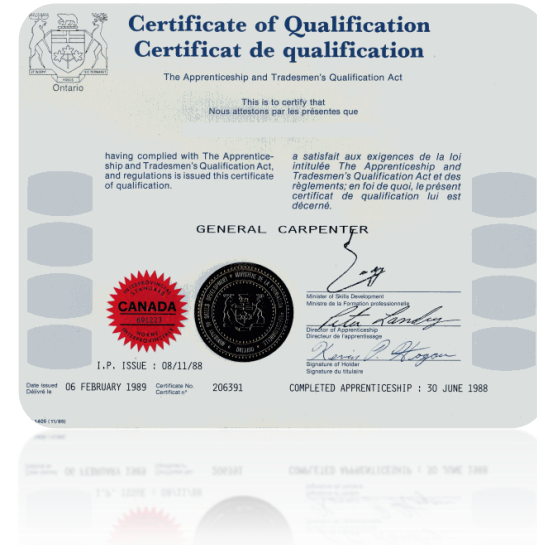 Certificate of Qualification
Certificat de qualification
Ontario
The Apprenticeship and Tradesmen's Qualification Act
This is to certify that
Nous attestons par les présentes que
having complied with The Apprentice-
ship and Tradesmen's Qualification Act,
and regulations is issued this certificate
of qualification.
a satisfait aux exigences de la loi
intitulée The Apprenticeship and
Tradesmen's Qualification Act et des
règlements; en foi de quoi, le présent
certificat de qualification lui est
décerné.
GENERAL CARPENTER
CANADA
Minister of Skills Development
Ministre de la Formation professionnelle
Peter Landry
Director of Apprenticeship
Directeur de l'apprentissage
Kevin P. Hogan
Signature of Holder
Signature du titulaire
I.P. ISSUE : 08/11/88
Date issued
Délivré le
06 FEBRUARY 1989
Certificate No.
Certificat n°
206391
COMPLETED APPRENTICESHIP : 30 JUNE 1988